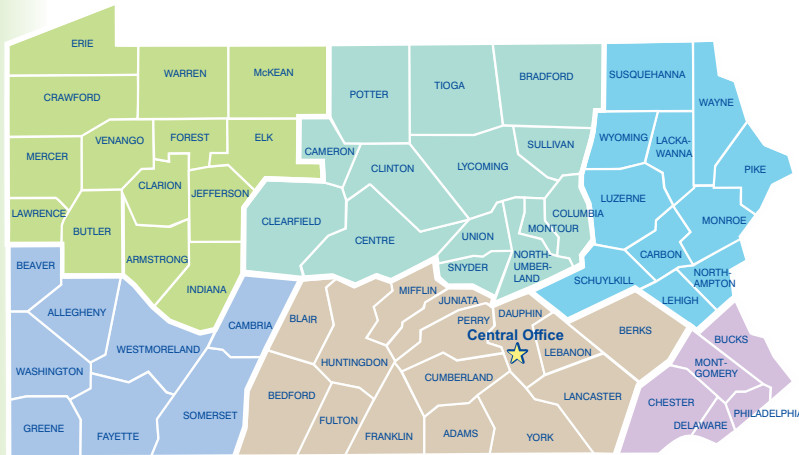 ERIE
WARREN
McKEAN
CRAWFORD
POTTER
TIOGA
BRADFORD
SUSQUEHANNA
WAYNE
MERCER
VENANGO
FOREST
ELK
CAMERON
CLINTON
LYCOMING
SULLIVAN
WYOMING
LACKA-
WANNA
PIKE
LAWRENCE
CLARION
JEFFERSON
BUTLER
CLEARFIELD
CENTRE
UNION
MONTOUR
COLUMBIA
LUZERNE
MONROE
CARBON
BEAVER
ARMSTRONG
INDIANA
SNYDER
NORTH-
UMBER-
LAND
SCHUYLKILL
NORTH-
AMPTON
LEHIGH
ALLEGHENY
CAMBRIA
BLAIR
MIFFLIN
JUNIATA
PERRY
DAUPHIN
Central Office
LEBANON
BERKS
BUCKS
WESTMORELAND
WASHINGTON
HUNTINGDON
CUMBERLAND
MONT-
GOMERY
GREENE
FAYETTE
SOMERSET
BEDFORD
FULTON
FRANKLIN
ADAMS
YORK
LANCASTER
CHESTER
DELAWARE
PHILADELPHIA